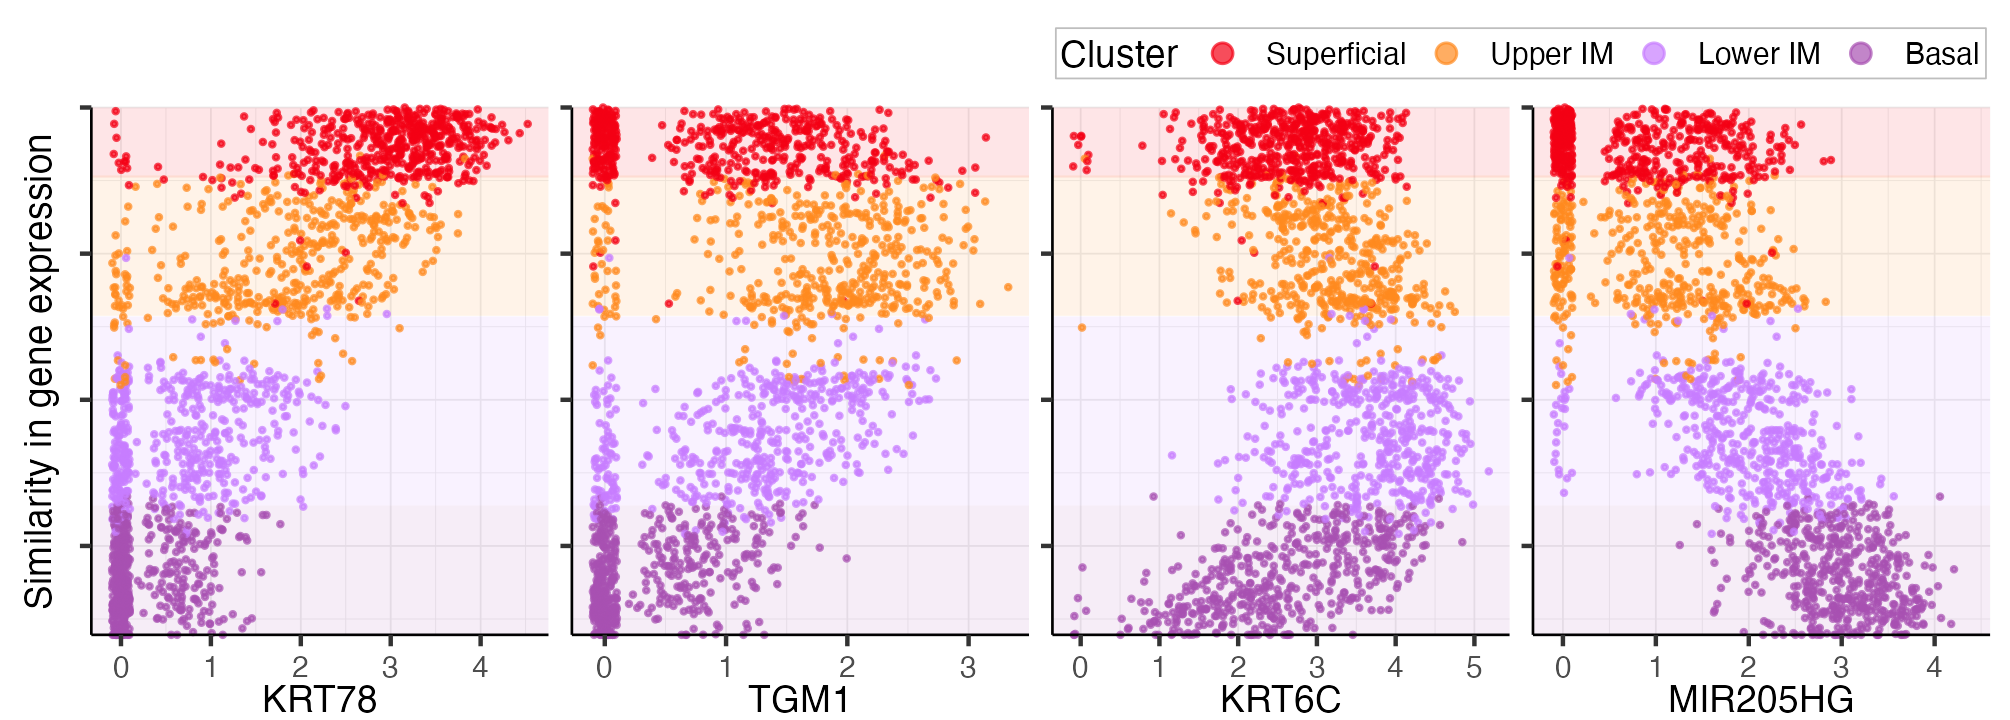 Cluster Superficial Upper IM Lower IM Basal
Similarity in gene expression
0 1 2 3 4
KRT78
0 1 2 3
TGM1
0 1 2 3 4 5
KRT6C
0 1 2 3 4
MIR205HG